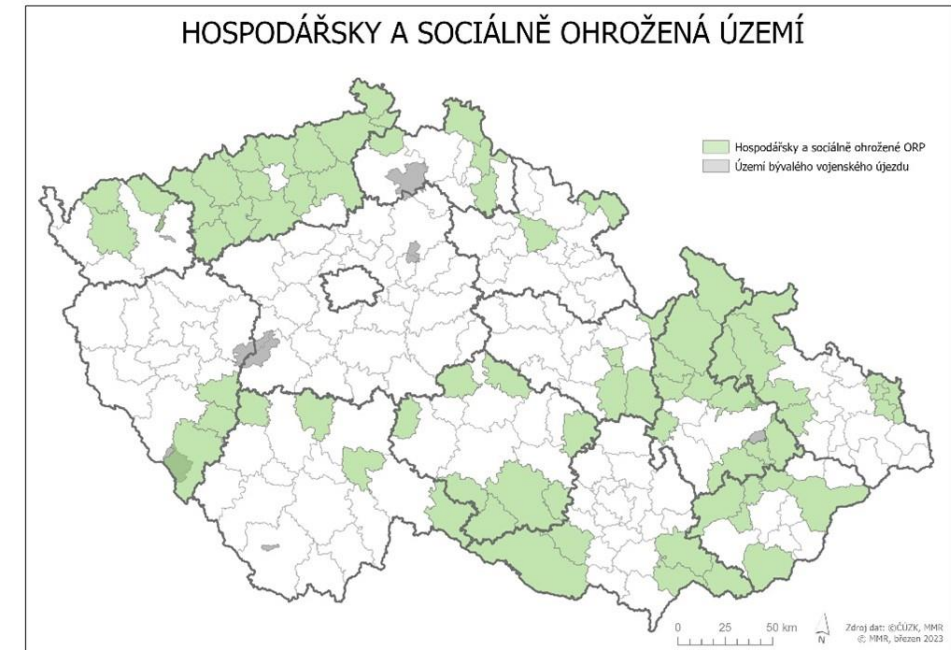 HOSPODÁŘSKY A SOCIÁLNĚ OHROŽENÁ ÚZEMÍ
Hospodářsky a sociálně ohrožené ORP
Území bývalého vojenského újezdu
0 25 50 km
N
Zdroj dat: ©ČÚZK, MMR
© MMR, březen 2023